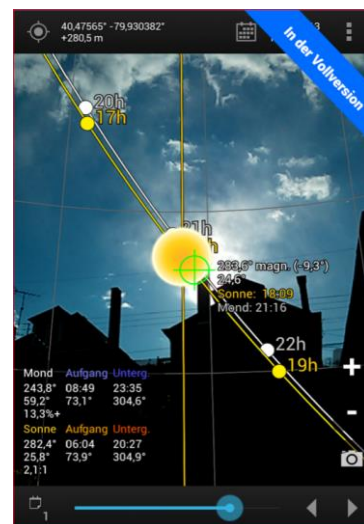 40,47565° -79,930382°
+280,5 m
In der Vollversion
20h
17h
283,6° magn. (-9,3°)
24,6°
Sonne: 18:09
Mond: 21:16
22h
19h
Mond Aufgang Unterg.
243,8° 08:49 23:35
59,2° 73,1° 304,6°
13,3%+
Sonne Aufgang Unterg.
282,4° 06:04 20:27
25,8° 73,9° 304,9°
2,1:1
+
-
1